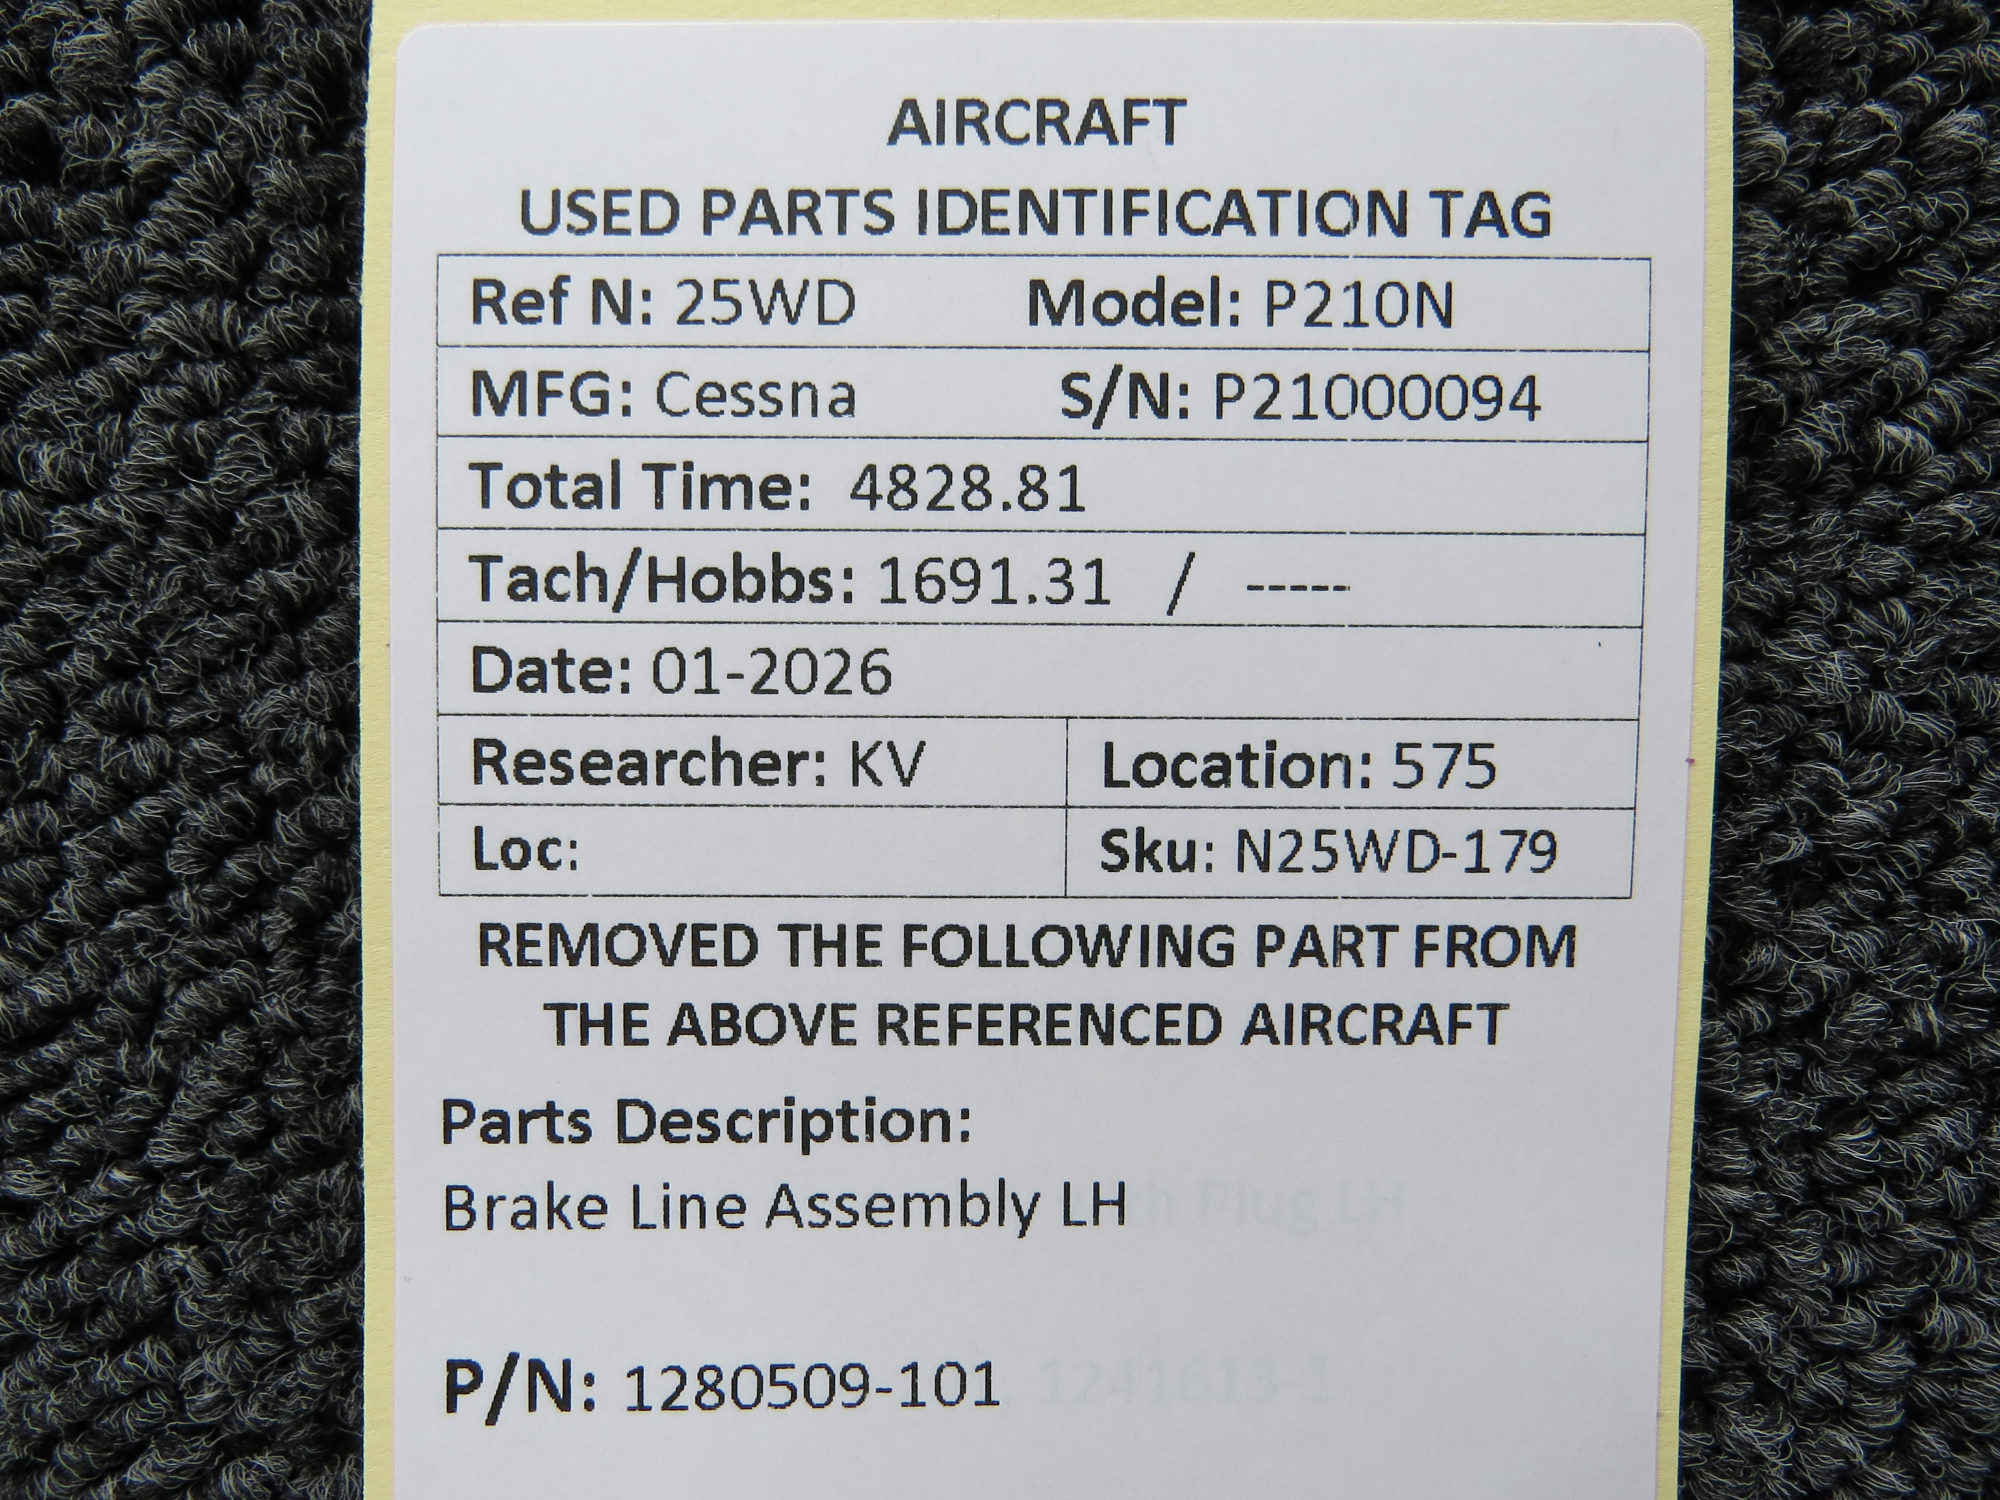 AIRCRAFT
USED PARTS IDENTIFICATION TAG
Ref N: 25WD Model: P210N
MFG: Cessna S/N: P21000094
Total Time: 4828.81
Tach/Hobbs: 1691.31 / -----
Date: 01-2026
Researcher: KV Location: 575
Loc: Sku: N25WD-179
REMOVED THE FOLLOWING PART FROM
THE ABOVE REFERENCED AIRCRAFT
Parts Description:
Brake Line Assembly LH Plug LH
P/N: 1280509-101